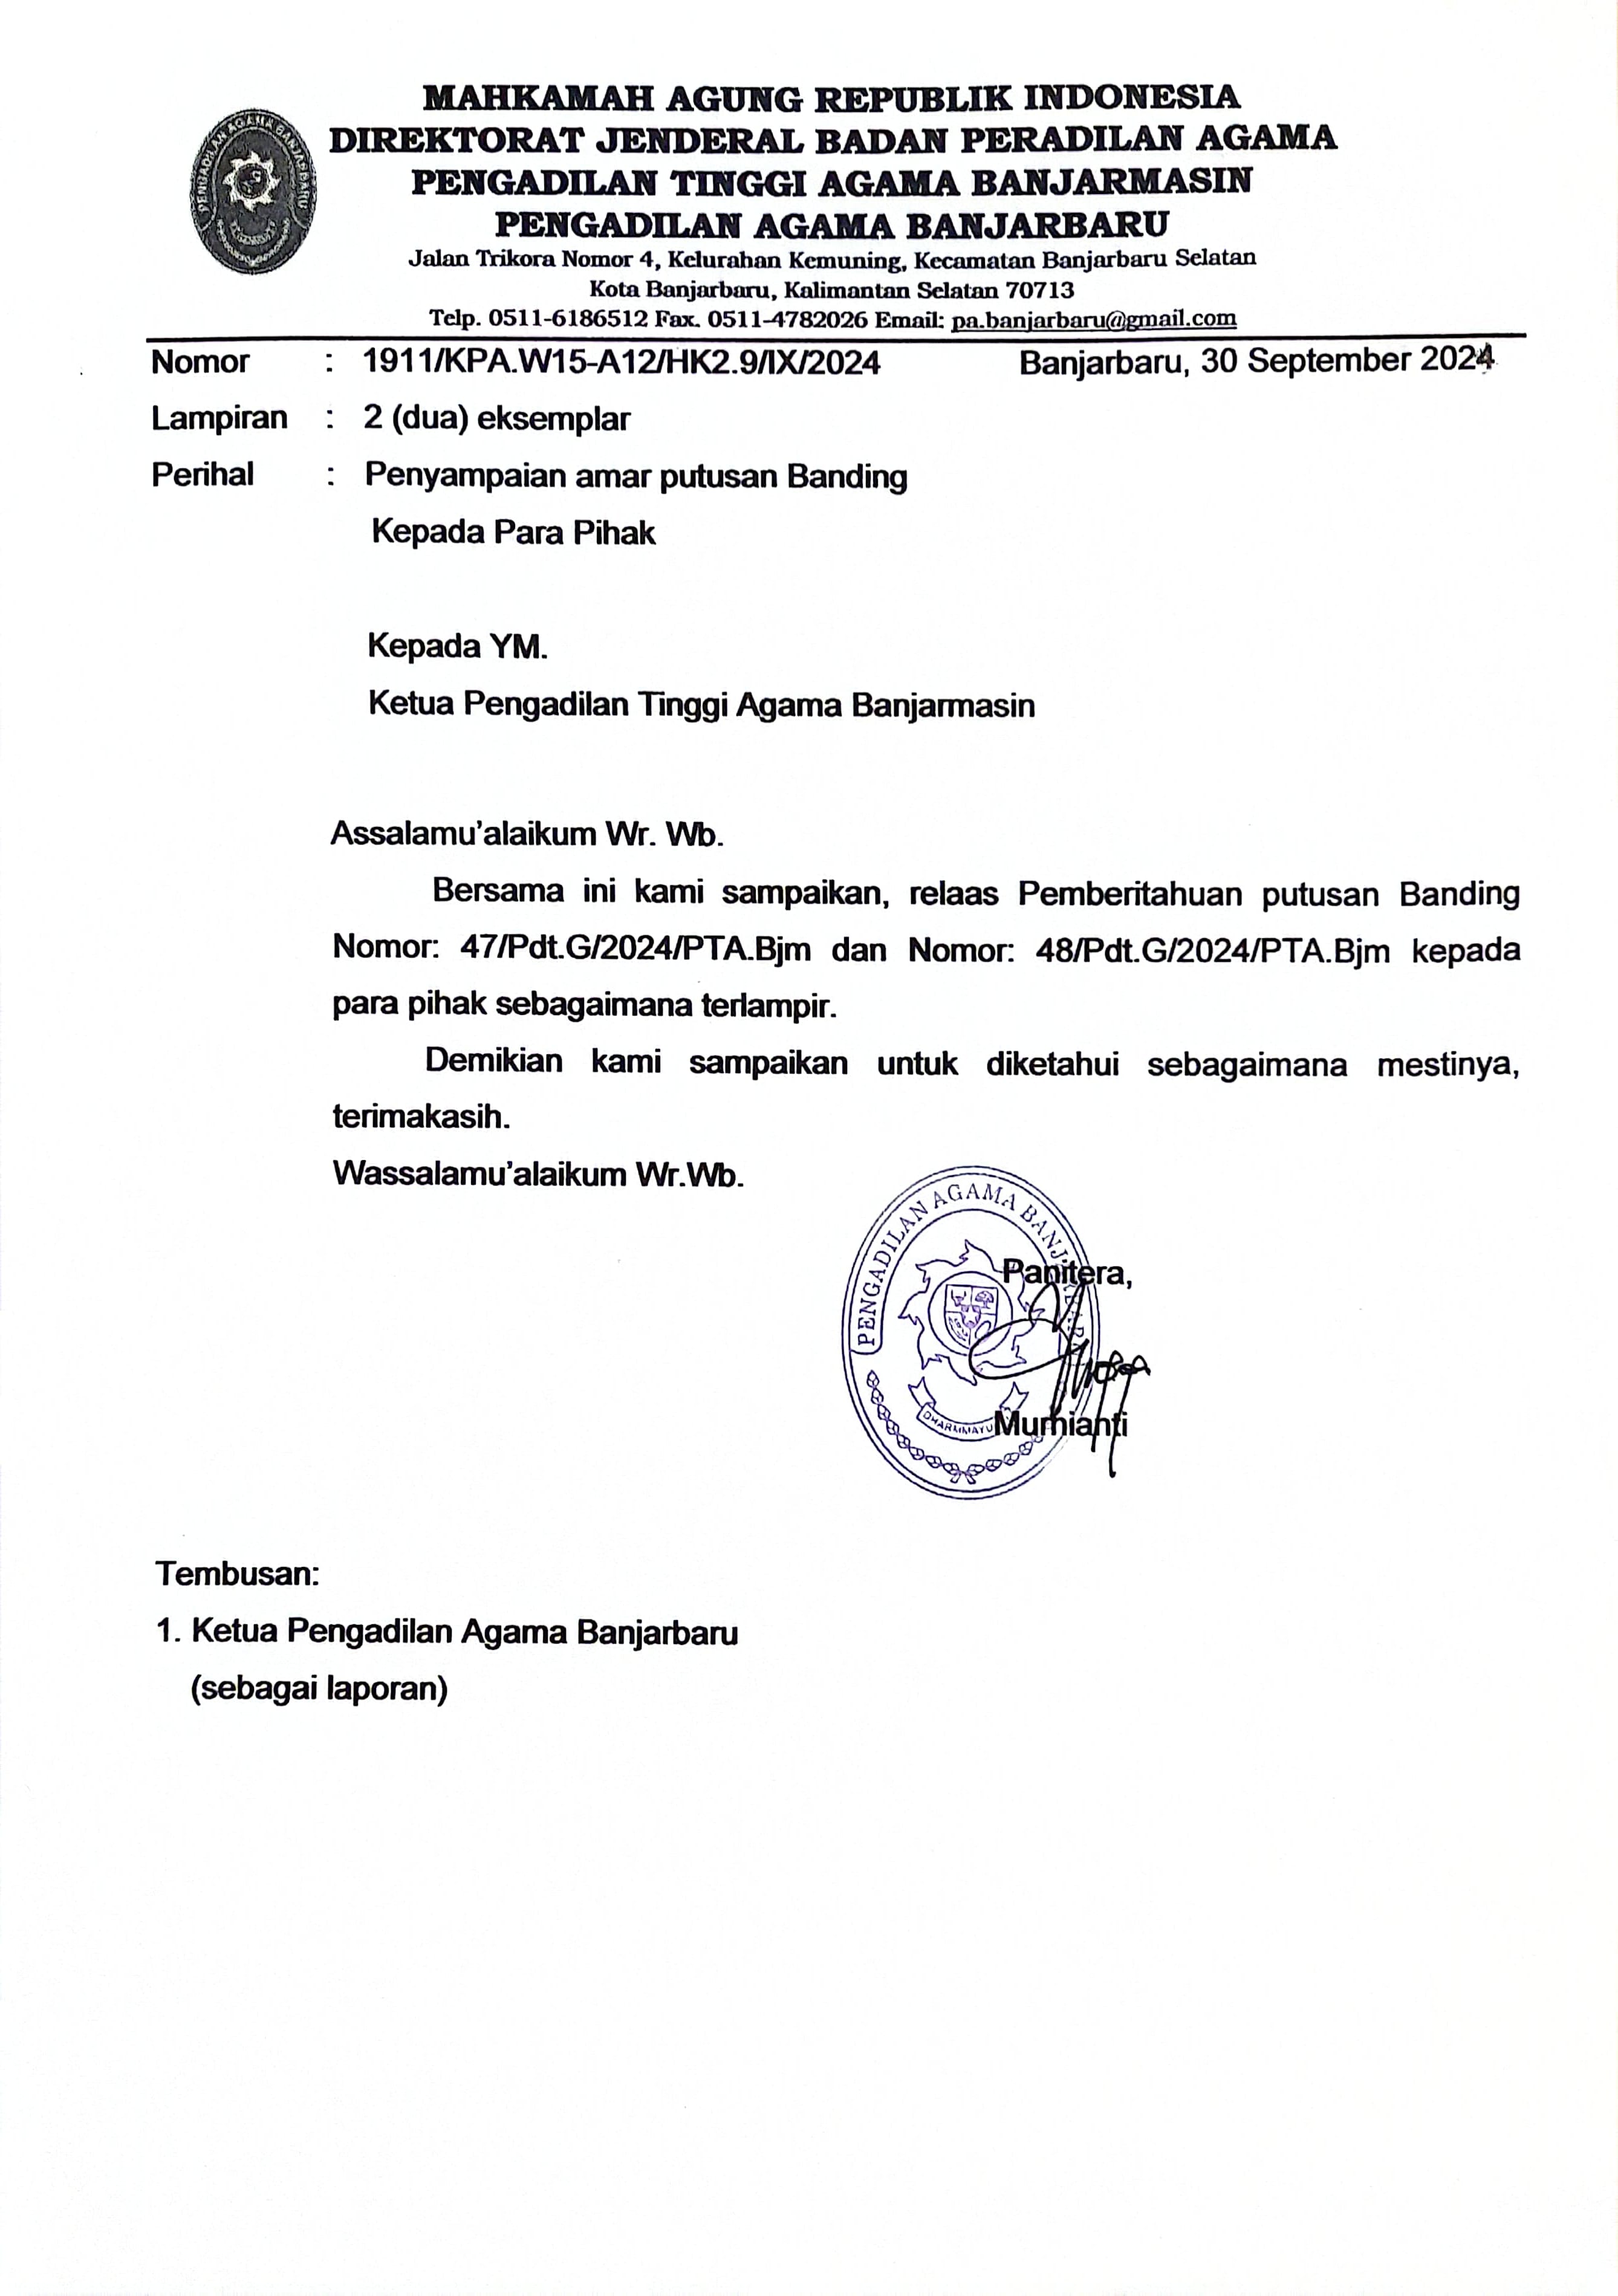 MAHKAMAH AGUNG REPUBLIK INDONESIA
DIREKTORAT JENDERAL BADAN PERADILAN AGAMA
PENGADILAN TINGGI AGAMA BANJARMASIN
PENGADILAN AGAMA BANJARBARU
Jalan Trikora Nomor 4, Kelurahan Kemuning, Kecamatan Banjarbaru Selatan
Kota Banjarbaru, Kalimantan Selatan 70713
Telp. 0511-6186512 Fax. 0511-4782026 Email: pa.banjarbaru@gmail.com
PENGADILAN AGAMA BANJARBARU
Nomor : 1911/KPA.W15-A12/HK2.9/IX/2024 Banjarbaru, 30 September 2024
Lampiran : 2 (dua) eksemplar
Perihal : Penyampaian amar putusan Banding
Kepada Para Pihak
Kepada YM.
Ketua Pengadilan Tinggi Agama Banjarmasin
Assalamu’alaikum Wr. Wb.
Bersama ini kami sampaikan, relaas Pemberitahuan putusan Banding
Nomor: 47/Pdt.G/2024/PTA.Bjm dan Nomor: 48/Pdt.G/2024/PTA.Bjm kepada
para pihak sebagaimana terlampir.
Demikian kami sampaikan untuk diketahui sebagaimana mestinya,
terimakasih.
Wassalamu’alaikum Wr.Wb.
PENGADILAN AGAMA
Panitera,
DHARMMAYU
Murnianti
Tembusan:
1. Ketua Pengadilan Agama Banjarbaru
(sebagai laporan)